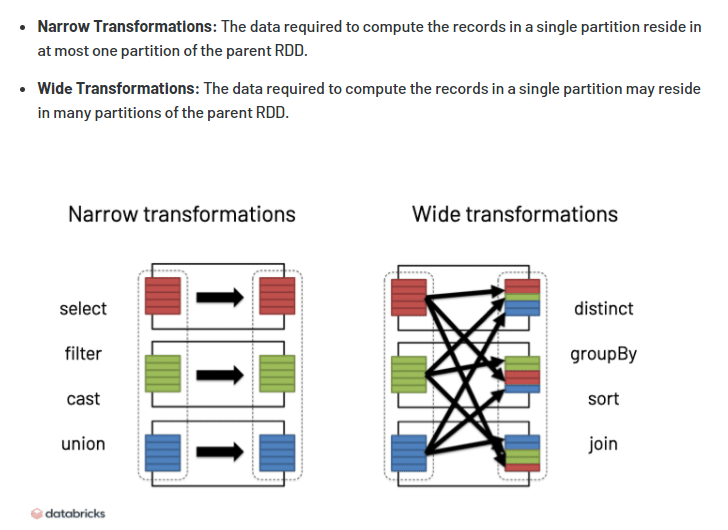 Narrow Transformations: The data required to compute the records in a single partition reside in
at most one partition of the parent RDD.
Wide Transformations: The data required to compute the records in a single partition may reside
in many partitions of the parent RDD.
Narrow transformations
select
filter
cast
union
Wide transformations
distinct
groupBy
sort
join
databricks